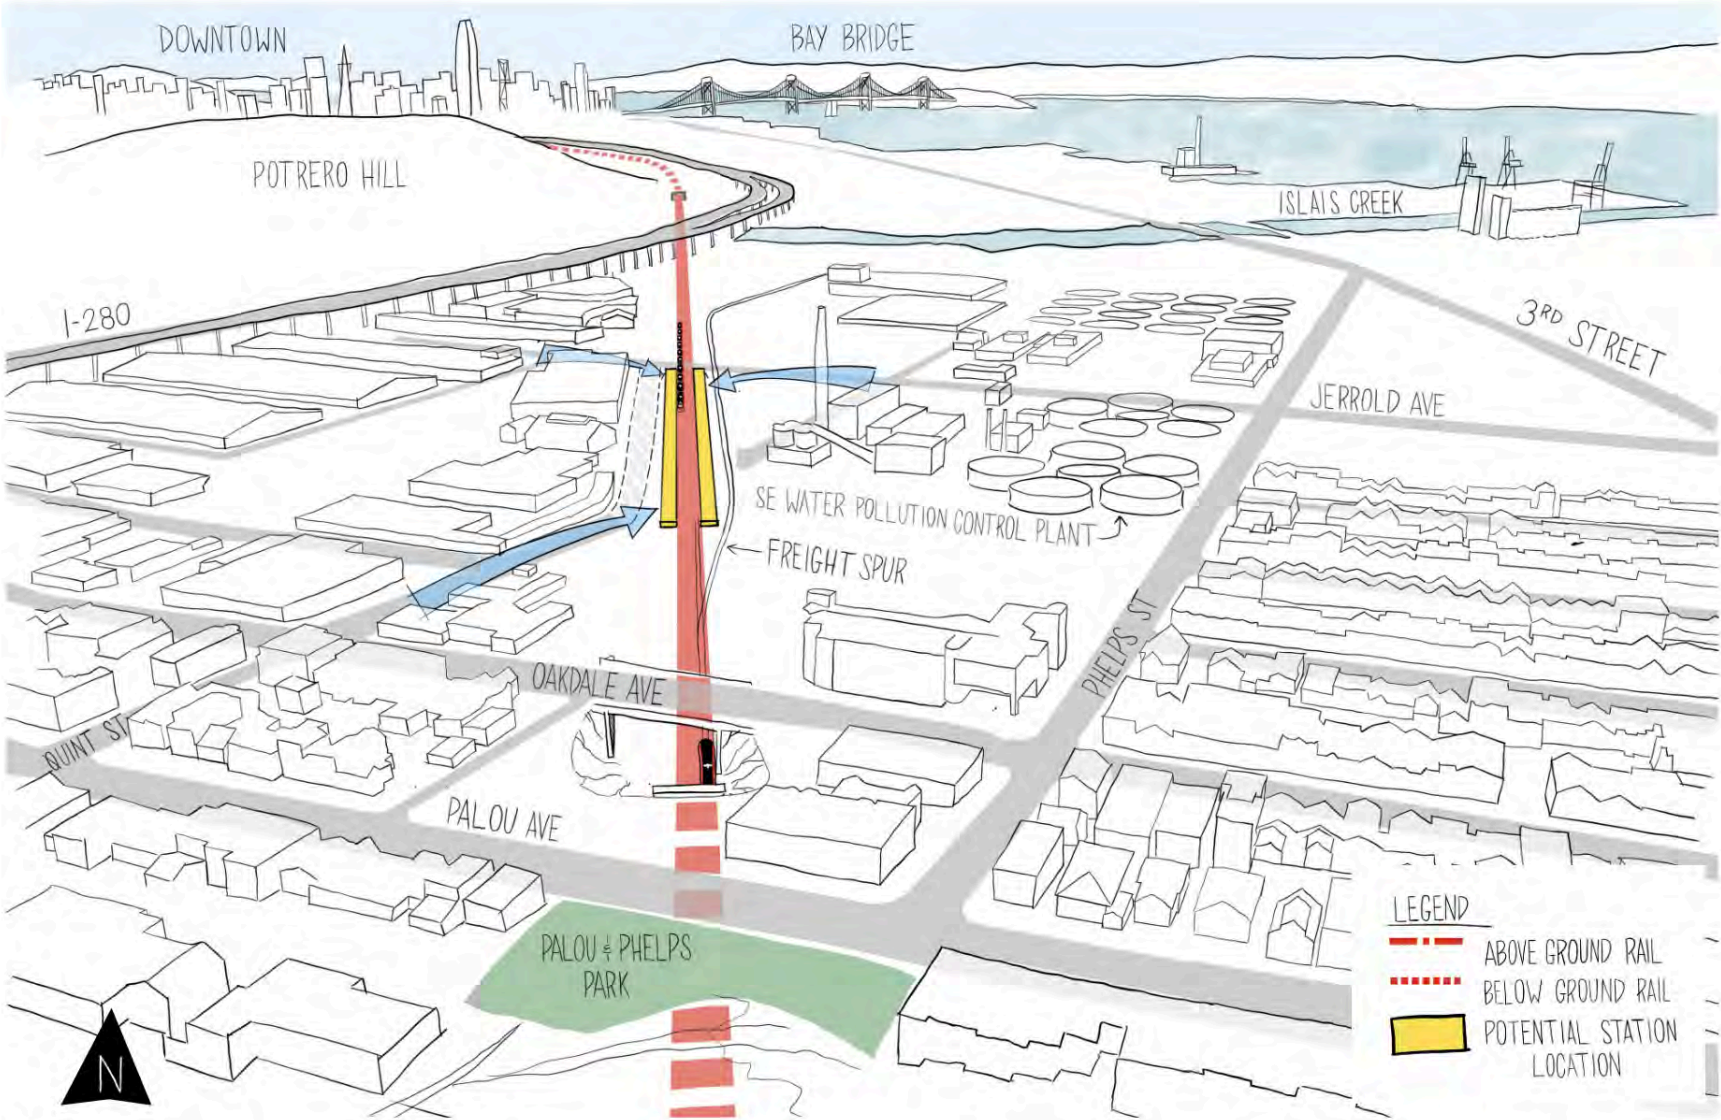 DOWNTOWN
BAY BRIDGE
POTRERO HILL
ISLAIS CREEK
I-280
3RD STREET
JERROLD AVE
SE WATER POLLUTION CONTROL PLANT
FREIGHT SPUR
PHELPS ST
OAKDALE AVE
QUINT ST
PALOU AVE
PALOU & PHELPS
PARK
LEGEND
ABOVE GROUND RAIL
BELOW GROUND RAIL
POTENTIAL STATION
LOCATION
N